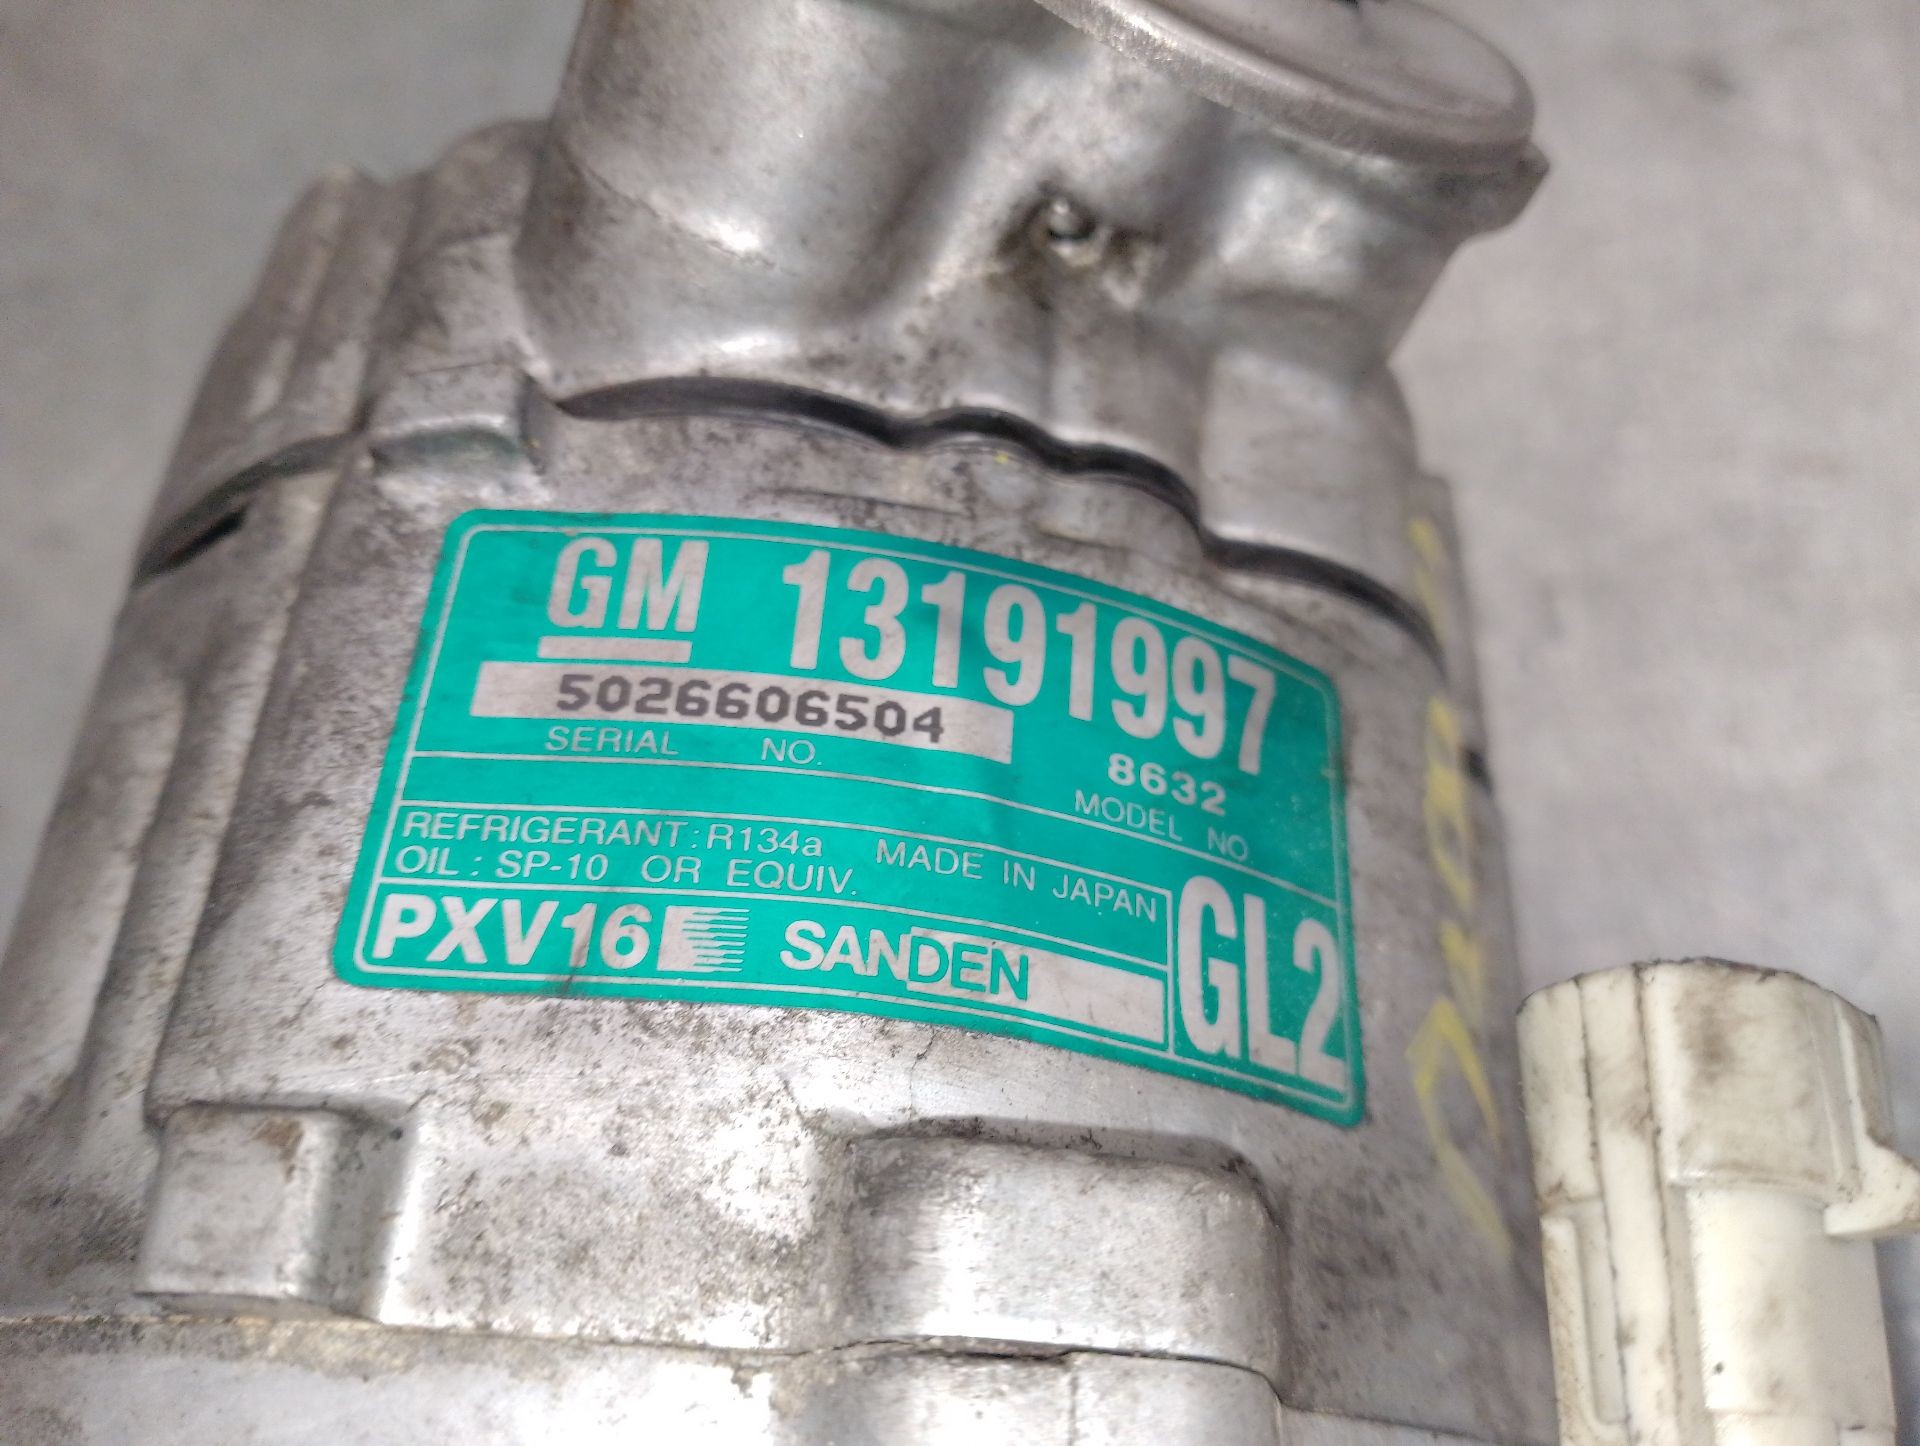 GM 13191997
5026606504
SERIAL NO.
8632
MODEL NO.
REFRIGERANT : R134a MADE IN JAPAN
OIL : SP-10 OR EQUIV.
PXV16 SANDEN
GL2